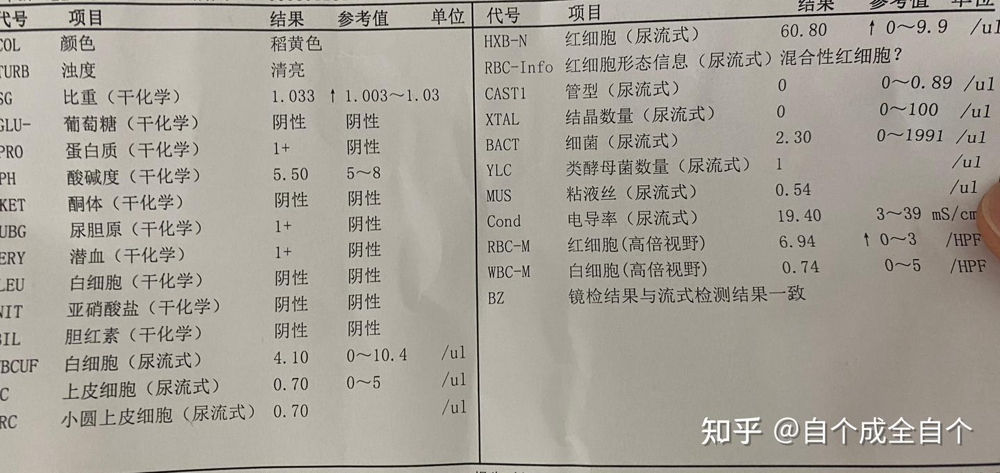 代号 项目 结果 参考值 单位
COL 颜色 稻黄色
TURB 浊度 清亮
SG 比重（干化学） 1.033 ↑ 1.003～1.03
GLU- 葡萄糖（干化学） 阴性 阴性
PRO 蛋白质（干化学） 1+ 阴性
PH 酸碱度（干化学） 5.50 5～8
KET 酮体（干化学） 阴性 阴性
UBG 尿胆原（干化学） 1+ 阴性
ERY 潜血（干化学） 1+ 阴性
LEU 白细胞（干化学） 阴性 阴性
NIT 亚硝酸盐（干化学） 阴性 阴性
BIL 胆红素（干化学） 阴性 阴性
BCUF 白细胞（尿流式） 4.10 0～10.4 /ul
C 上皮细胞（尿流式） 0.70 0～5 /ul
RC 小圆上皮细胞（尿流式） 0.70 /ul
代号 项目 结果 参考值 单位
HXB-N 红细胞（尿流式） 60.80 ↑ 0～9.9 /ul
RBC-Info 红细胞形态信息（尿流式）混合性红细胞？
CAST1 管型（尿流式） 0 0～0.89 /ul
XTAL 结晶数量（尿流式） 0 0～100 /ul
BACT 细菌（尿流式） 2.30 0～1991 /ul
YLC 类酵母菌数量（尿流式） 1 /ul
MUS 粘液丝（尿流式） 0.54 /ul
Cond 电导率（尿流式） 19.40 3～39 mS/cm
RBC-M 红细胞(高倍视野) 6.94 ↑ 0～3 /HPF
WBC-M 白细胞(高倍视野) 0.74 0～5 /HPF
BZ 镜检结果与流式检测结果一致
知乎 @自个成全自个